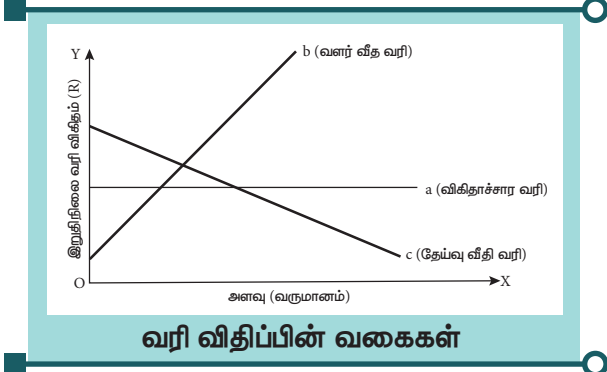 Y
b (வளர் வீத வரி)
இறுதிநிலை வரி விகிதம் (R)
a (விகிதாச்சார வரி)
c (தேய்வு வீதி வரி)
O
X
அளவு (வருமானம்)
வரி விதிப்பின் வகைகள்